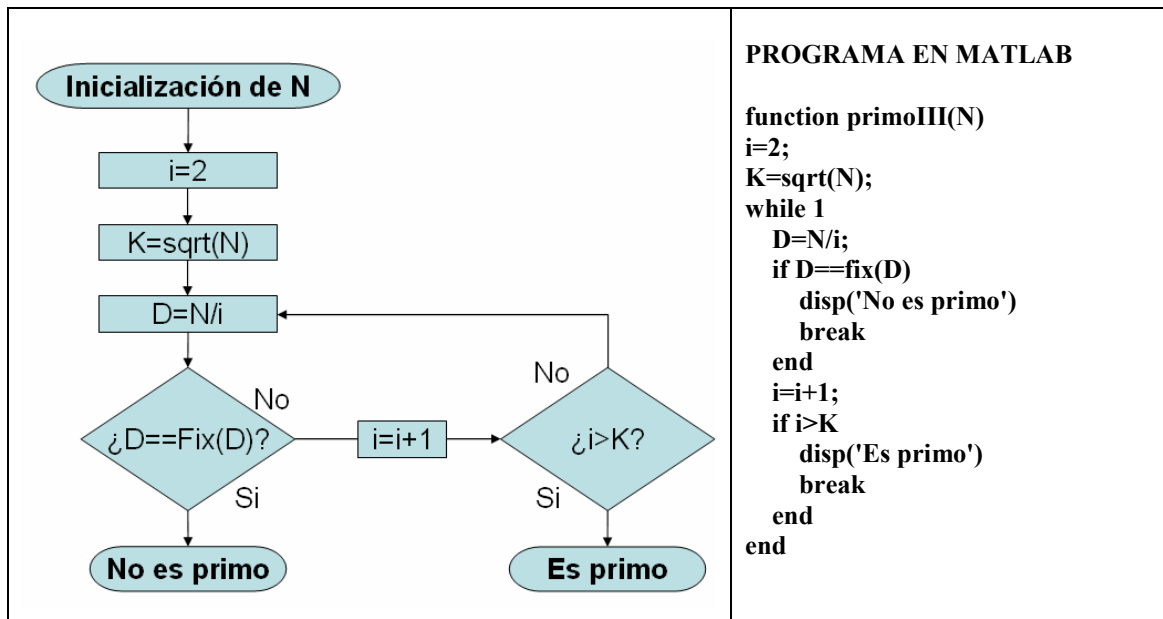 Inicialización de N
i=2
K=sqrt(N)
D=N/i
No
¿D==Fix(D)?
Si
No es primo
i=i+1
No
¿i>K?
Si
Es primo
PROGRAMA EN MATLAB
function primoIII(N)
i=2;
K=sqrt(N);
while 1
D=N/i;
if D==fix(D)
disp('No es primo')
break
end
i=i+1;
if i>K
disp('Es primo')
break
end
end